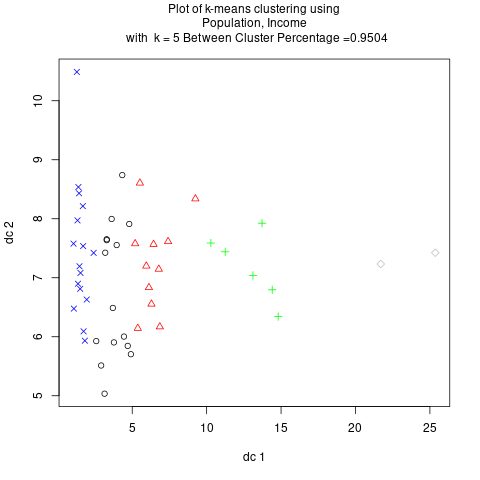 Plot of k-means clustering using
Population, Income
with k = 5 Between Cluster Percentage =0.9504
10
9
8
7
6
5
dc 2
5 10 15 20 25
dc 1